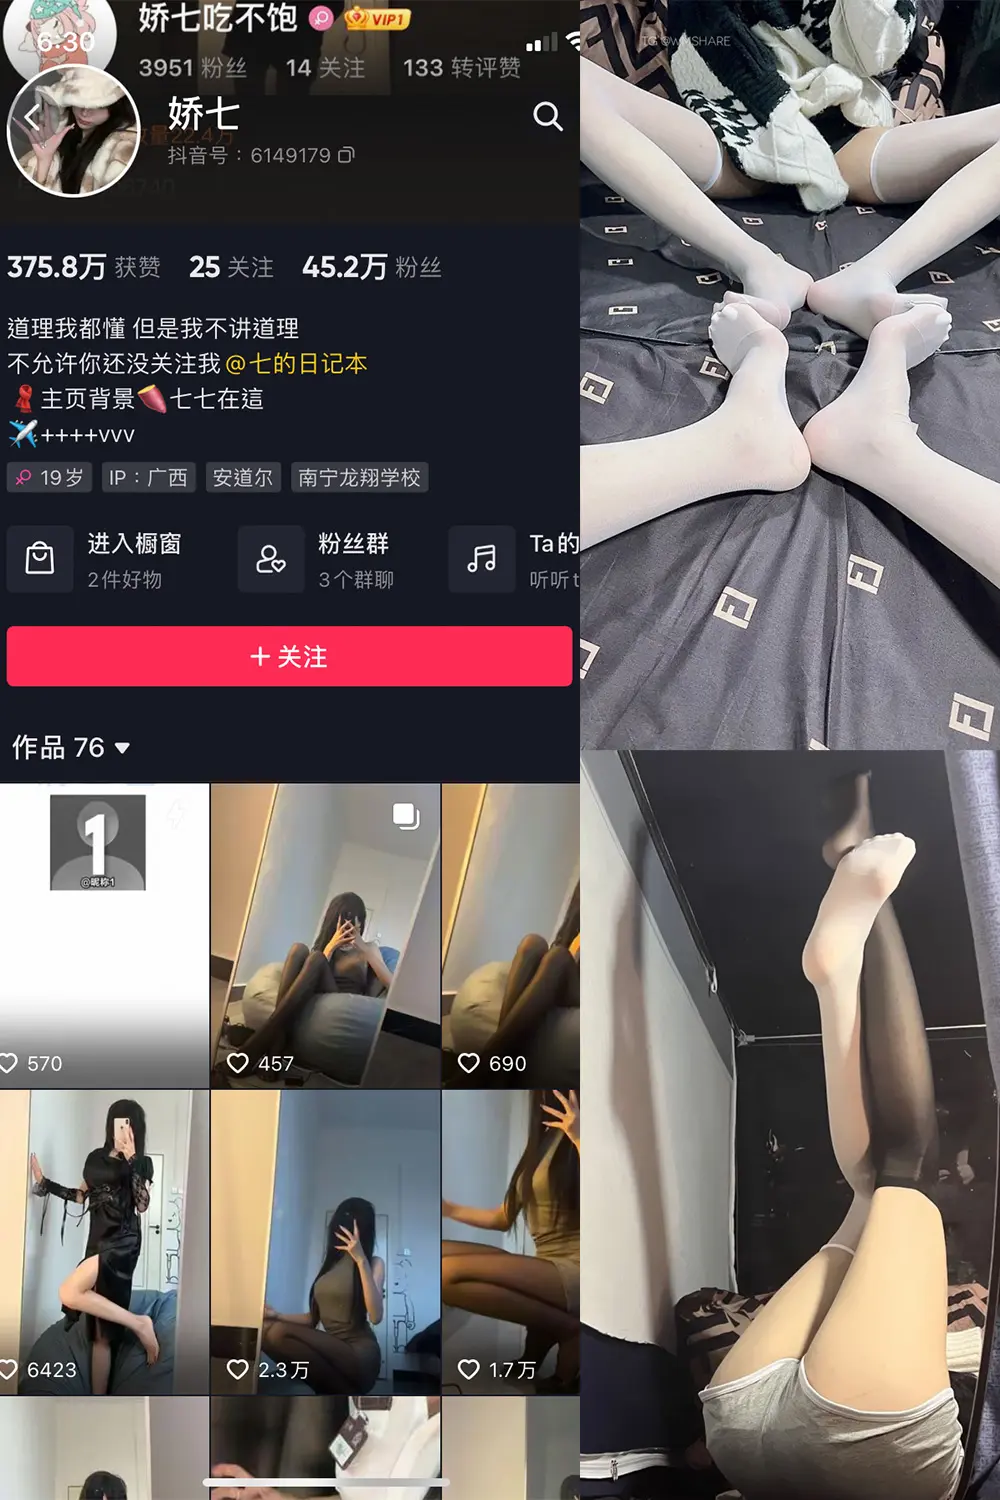 娇七吃不饱
VIP1
6:30
3951 粉丝 14 关注 133 转评赞
娇七
抖音号：6149179
375.8万 获赞 25 关注 45.2万 粉丝
道理我都懂 但是我不讲道理
不允许你还没关注我 @七的日记本
主页背景 七七在這
++++vvv
19岁 IP：广西 安道尔 南宁龙翔学校
进入橱窗
2件好物
粉丝群
3个群聊
Ta的
听听t
+ 关注
作品 76
1
@昵称1
570
457
690
6423
2.3万
1.7万